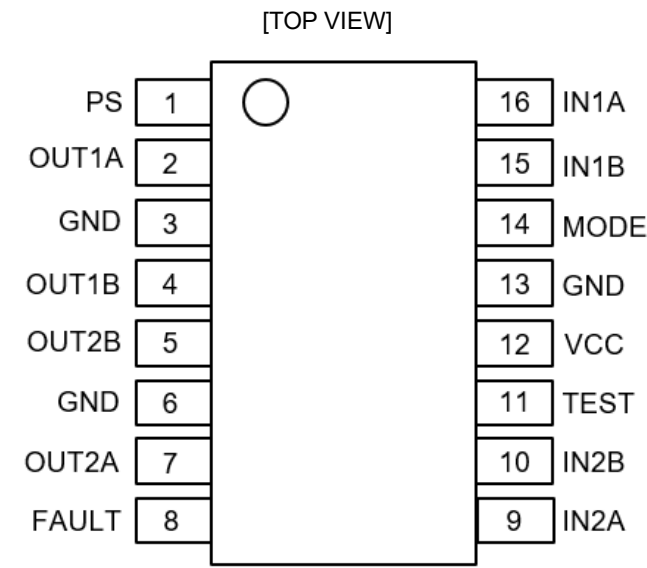 [TOP VIEW]
PS 1 16 IN1A
OUT1A 2 15 IN1B
GND 3 14 MODE
OUT1B 4 13 GND
OUT2B 5 12 VCC
GND 6 11 TEST
OUT2A 7 10 IN2B
FAULT 8 9 IN2A